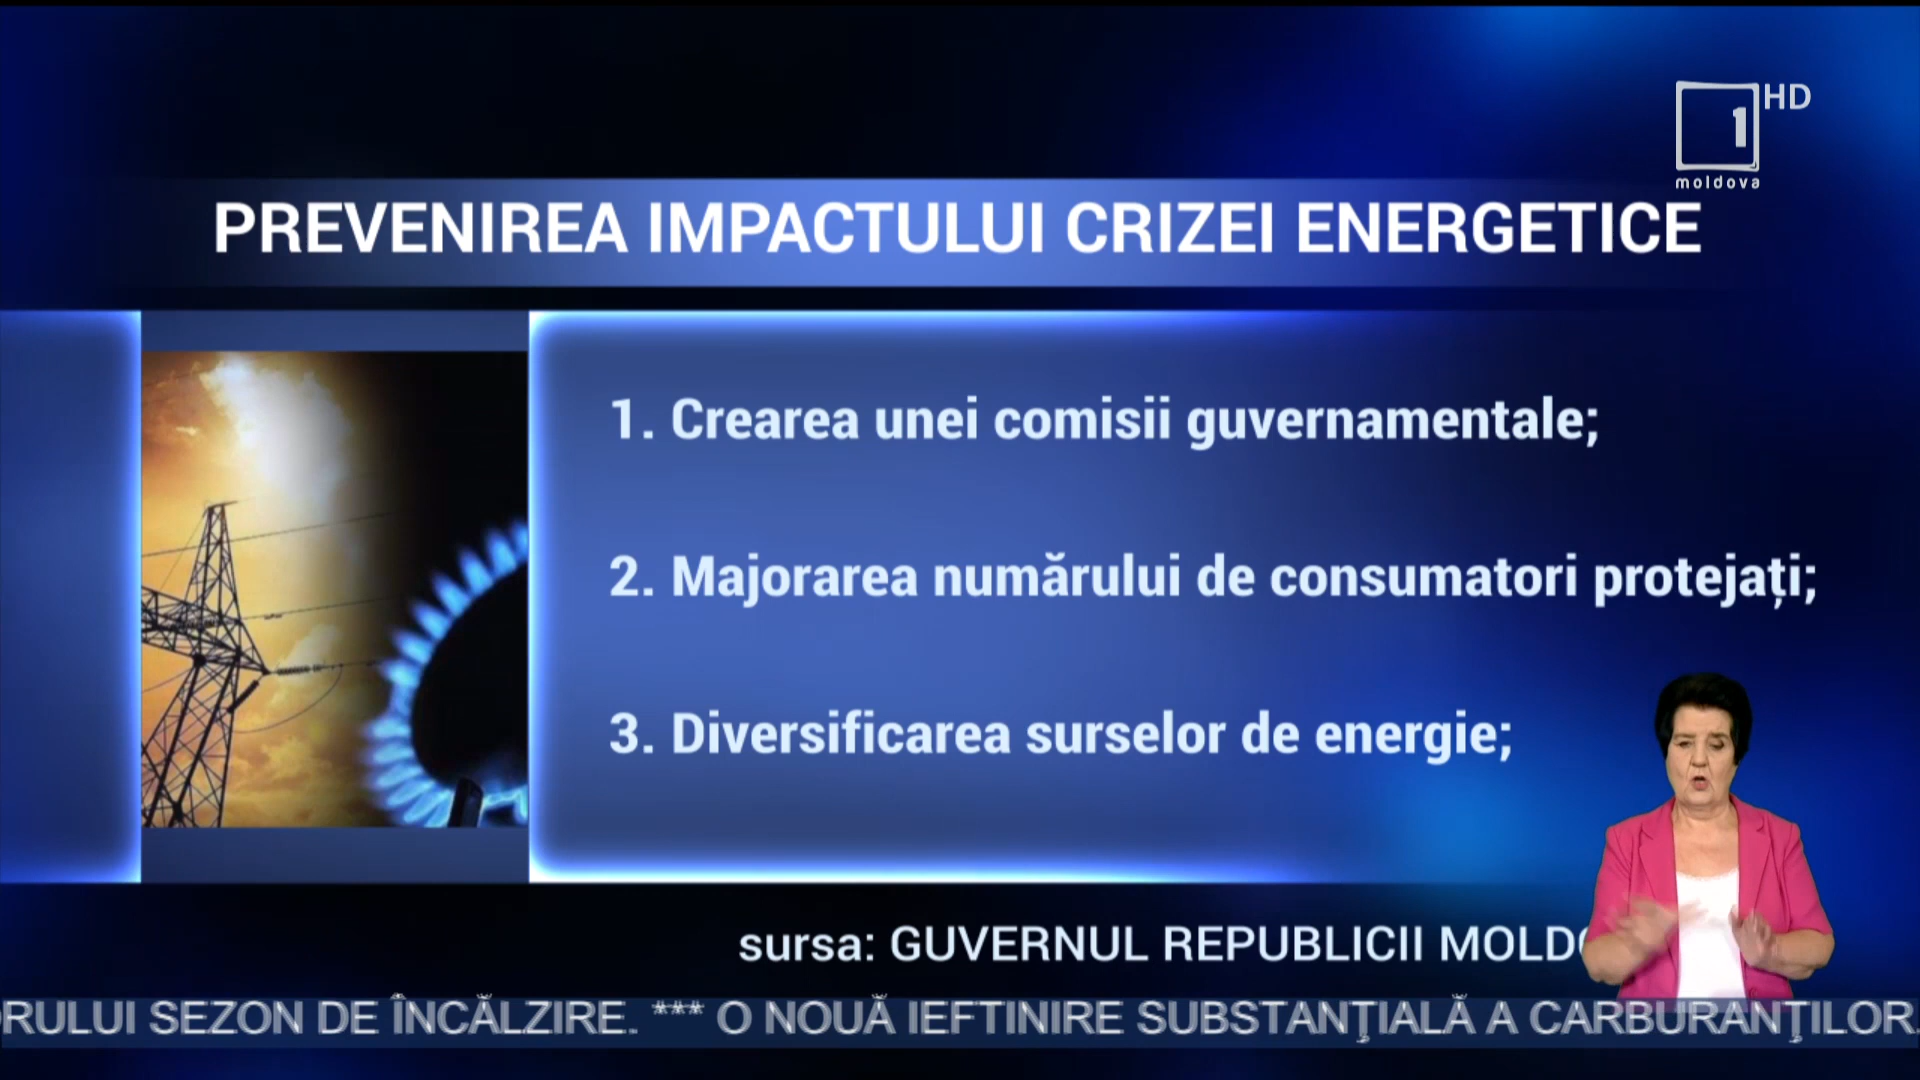 1 HD
moldova
PREVENIREA IMPACTULUI CRIZEI ENERGETICE
1. Crearea unei comisii guvernamentale;
2. Majorarea numărului de consumatori protejați;
3. Diversificarea surselor de energie;
sursa: GUVERNUL REPUBLICII
SEZON DE ÎNCĂLZIRE. *** O NOUĂ IEFTINIRE SUBSTANŢIALĂ A CARBURANŢILOR.